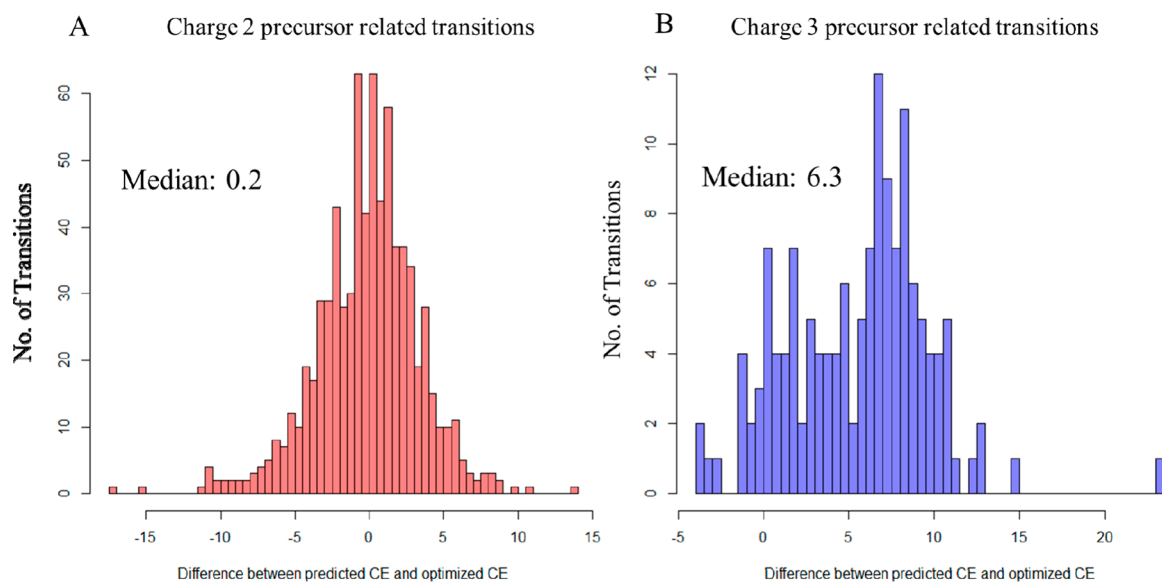 A
Charge 2 precursor related transitions
No. of Transitions
60
50
40
30
20
10
0
Median: 0.2
-15
-5
0
5
10
15
Difference between predicted CE and optimized CE
B
Charge 3 precursor related transitions
No. of Transitions
12
10
8
6
4
2
0
Median: 6.3
-5
0
5
10
15
20
Difference between predicted CE and optimized CE